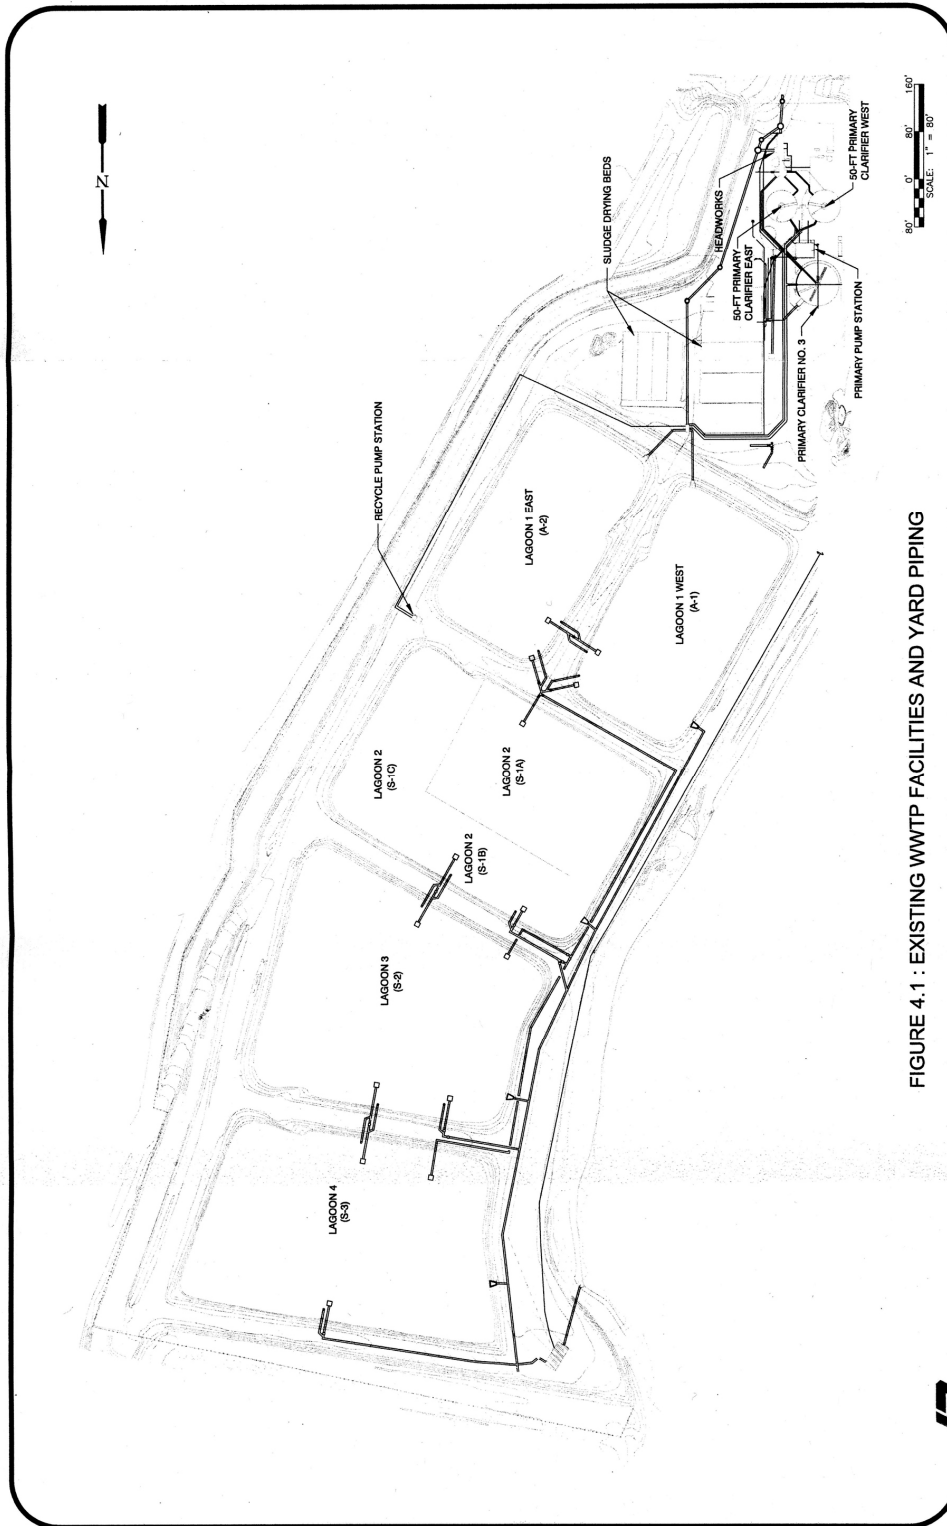 N
RECYCLE PUMP STATION
SLUDGE DRYING BEDS
HEADWORKS
50-FT PRIMARY
CLARIFIER EAST
50-FT PRIMARY
CLARIFIER WEST
PRIMARY CLARIFIER NO. 3
PRIMARY PUMP STATION
LAGOON 1 EAST
(A-2)
LAGOON 1 WEST
(A-1)
LAGOON 2
(S-1C)
LAGOON 2
(S-1A)
LAGOON 2
(S-1B)
LAGOON 3
(S-2)
LAGOON 4
(S-3)
80' 0' 80' 160'
SCALE: 1" = 80'
FIGURE 4.1 : EXISTING WWTP FACILITIES AND YARD PIPING